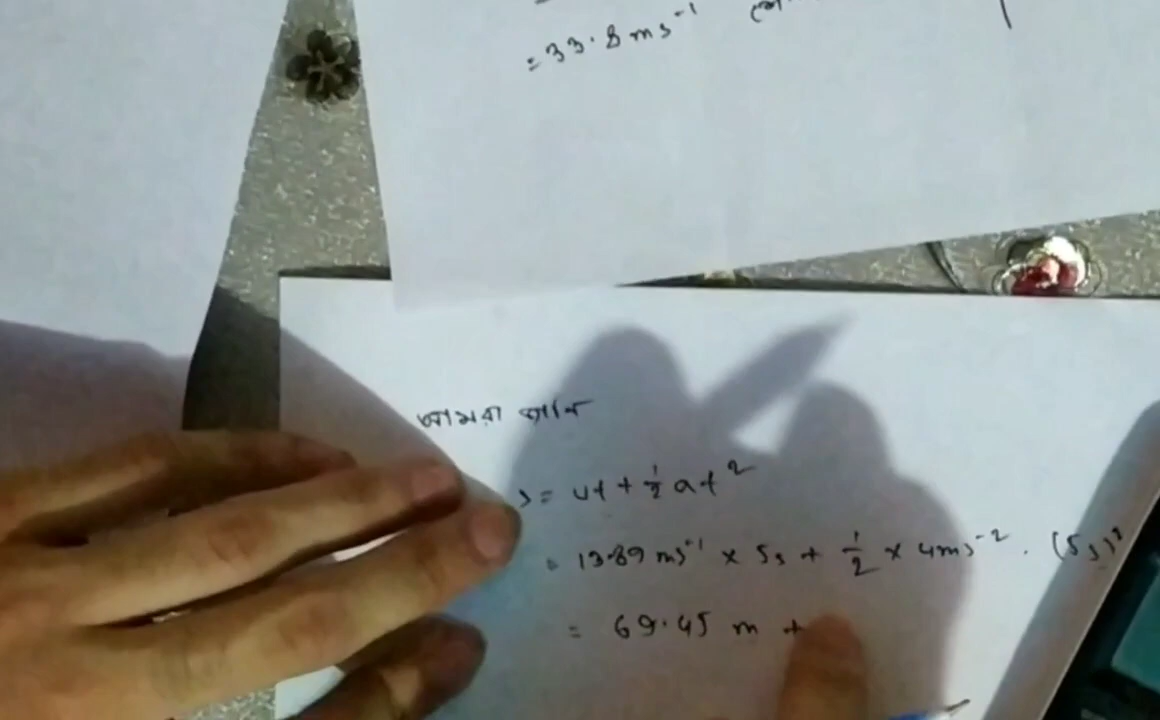 = 33.8 ms⁻¹
আমরা জানি
s = ut + ½ at²
= 13.89 ms⁻¹ × 5s + ½ × 4ms⁻² . (5s)²
= 69.45 m +